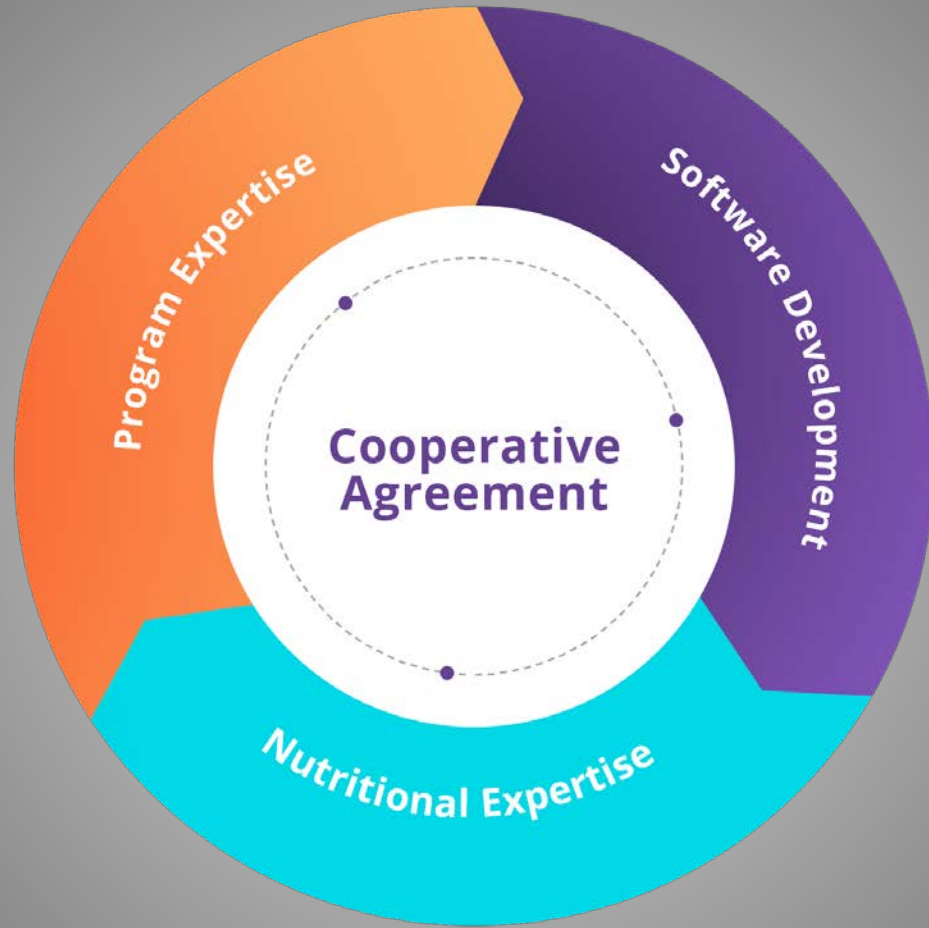 Program Expertise
Software Development
Cooperative
Agreement
Nutritional Expertise